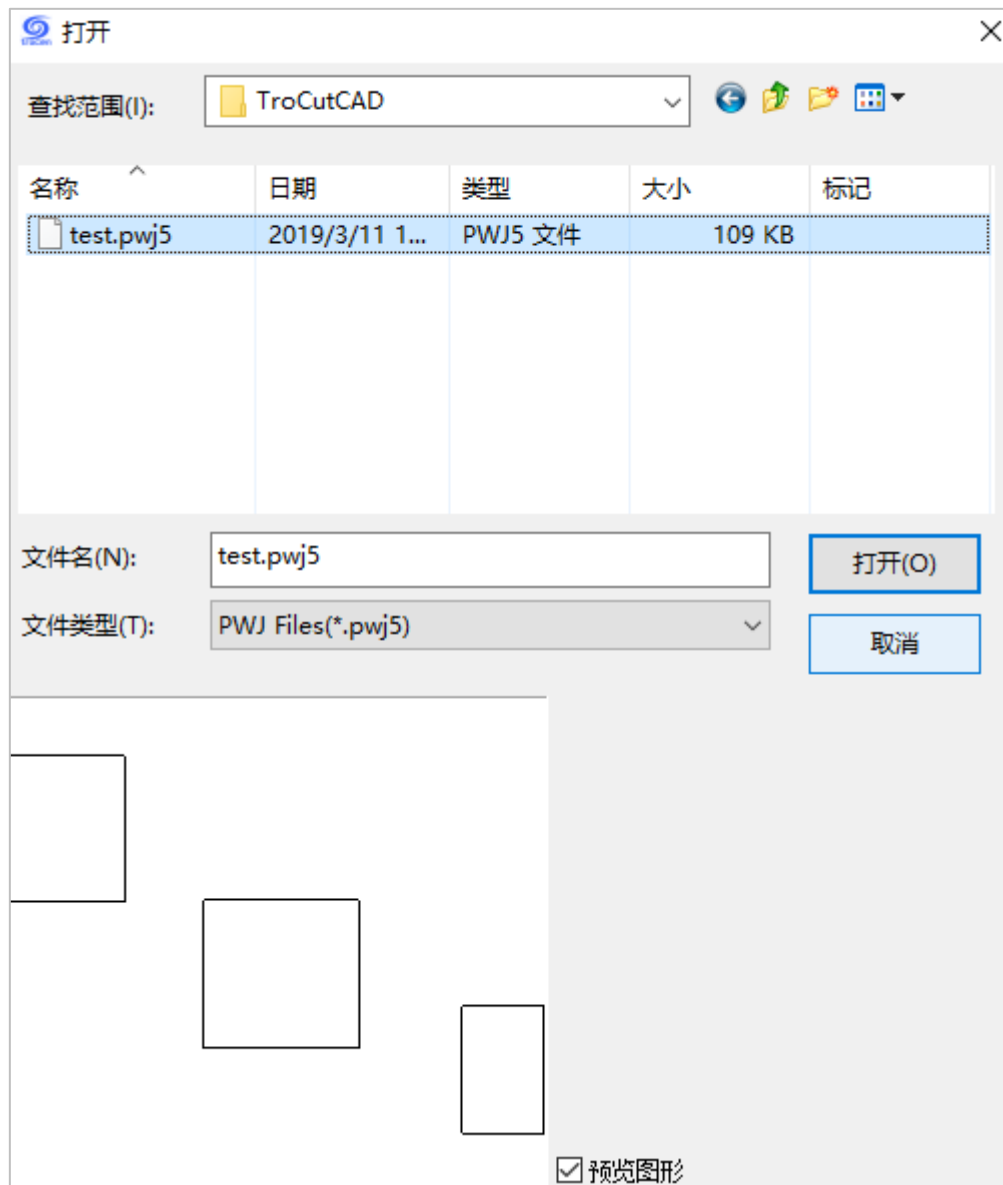 打开
查找范围(I): TroCutCAD
名称 日期 类型 大小 标记
test.pwj5 2019/3/11 1... PWJ5 文件 109 KB
文件名(N): test.pwj5 打开(O)
文件类型(T): PWJ Files(*.pwj5) 取消
预览图形